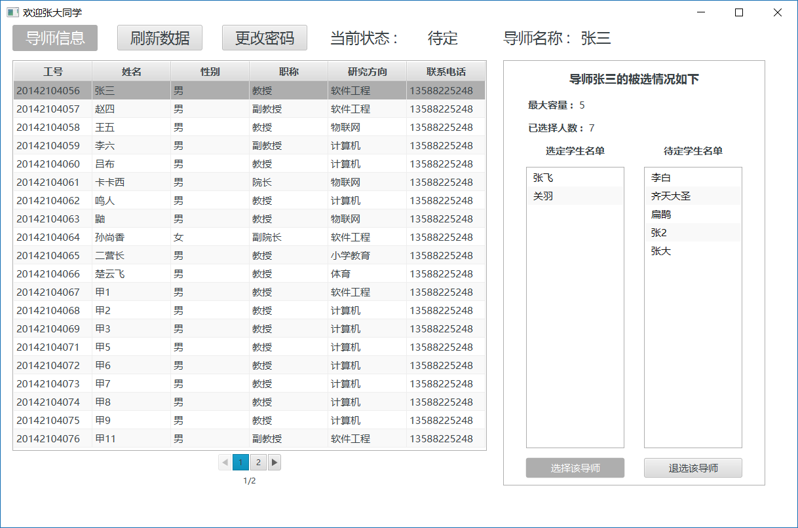 欢迎张大同学
导师信息 刷新数据 更改密码 当前状态： 待定 导师名称： 张三
工号 姓名 性别 职称 研究方向 联系电话
20142104056 张三 男 教授 软件工程 13588225248
20142104057 赵四 男 副教授 软件工程 13588225248
20142104058 王五 男 教授 物联网 13588225248
20142104059 李六 男 副教授 计算机 13588225248
20142104060 吕布 男 教授 计算机 13588225248
20142104061 卡卡西 男 院长 物联网 13588225248
20142104062 鸣人 男 教授 计算机 13588225248
20142104063 鼬 男 教授 物联网 13588225248
20142104064 孙尚香 女 副院长 软件工程 13588225248
20142104065 二营长 男 教授 小学教育 13588225248
20142104066 楚云飞 男 教授 体育 13588225248
20142104067 甲1 男 教授 软件工程 13588225248
20142104068 甲2 男 教授 计算机 13588225248
20142104069 甲3 男 教授 计算机 13588225248
20142104071 甲5 男 教授 计算机 13588225248
20142104072 甲6 男 教授 计算机 13588225248
20142104073 甲7 男 教授 计算机 13588225248
20142104074 甲8 男 教授 计算机 13588225248
20142104075 甲9 男 教授 计算机 13588225248
20142104076 甲11 男 副教授 软件工程 13588225248
1 2
1/2
导师张三的被选情况如下
最大容量： 5
已选择人数： 7
选定学生名单 待定学生名单
张飞 李白
关羽 齐天大圣
扁鹊
张2
张大
选择该导师 退选该导师